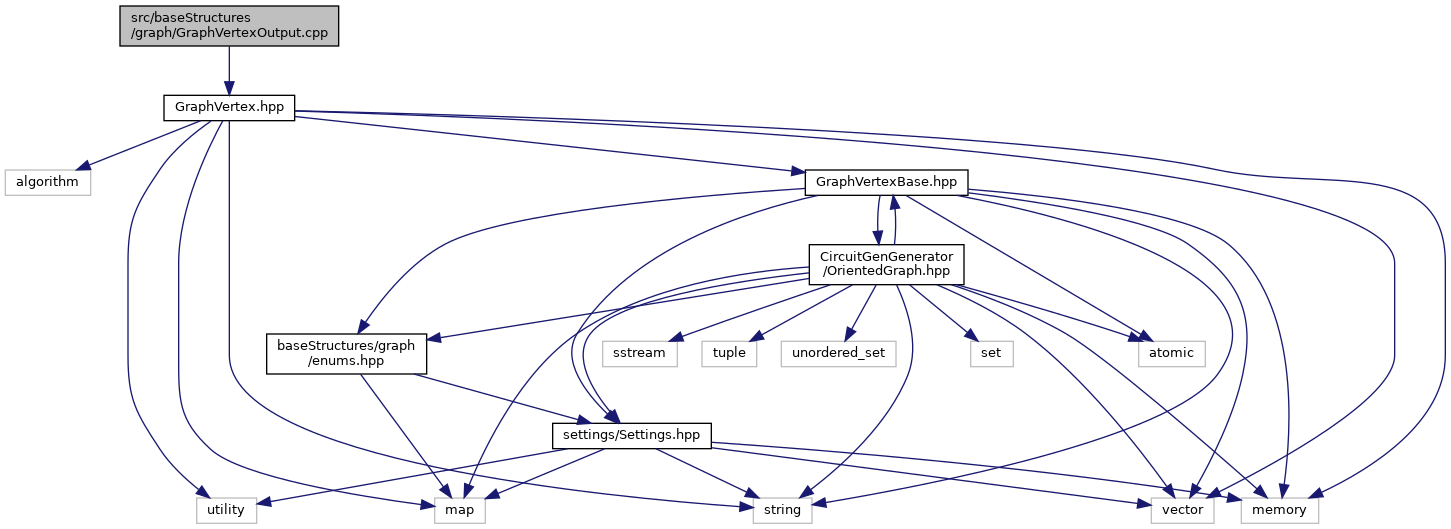 src/baseStructures
/graph/GraphVertexOutput.cpp
GraphVertex.hpp
algorithm
GraphVertexBase.hpp
CircuitGenGenerator
/OrientedGraph.hpp
baseStructures/graph
/enums.hpp
sstream
tuple
unordered_set
set
atomic
settings/Settings.hpp
utility
map
string
vector
memory